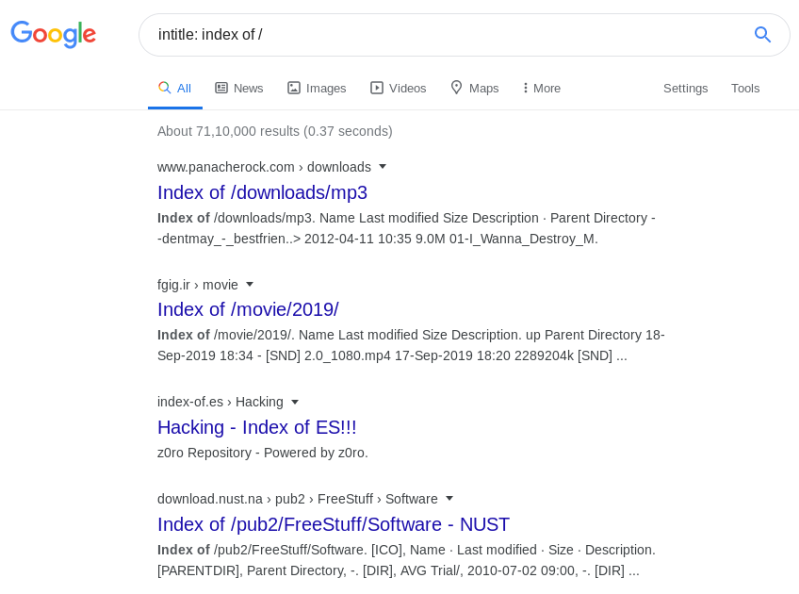 Google
intitle: index of /
All News Images Videos Maps More Settings Tools
About 71,10,000 results (0.37 seconds)
www.panacherock.com › downloads
Index of /downloads/mp3
Index of /downloads/mp3. Name Last modified Size Description · Parent Directory -
-dentmay_-_bestfrien..> 2012-04-11 10:35 9.0M 01-I_Wanna_Destroy_M.
fgig.ir › movie
Index of /movie/2019/
Index of /movie/2019/. Name Last modified Size Description. up Parent Directory 18-
Sep-2019 18:34 - [SND] 2.0_1080.mp4 17-Sep-2019 18:20 2289204k [SND] ...
index-of.es › Hacking
Hacking - Index of ES!!!
z0ro Repository - Powered by z0ro.
download.nust.na › pub2 › FreeStuff › Software
Index of /pub2/FreeStuff/Software - NUST
Index of /pub2/FreeStuff/Software. [ICO], Name · Last modified · Size · Description.
[PARENTDIR], Parent Directory, -. [DIR], AVG Trial/, 2010-07-02 09:00, -. [DIR] ...